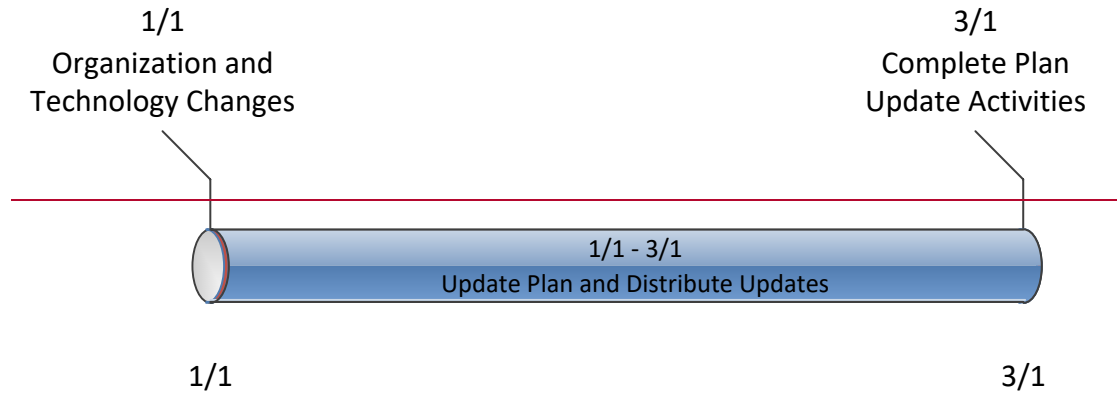 1/1
Organization and
Technology Changes
3/1
Complete Plan
Update Activities
1/1 - 3/1
Update Plan and Distribute Updates
1/1
3/1